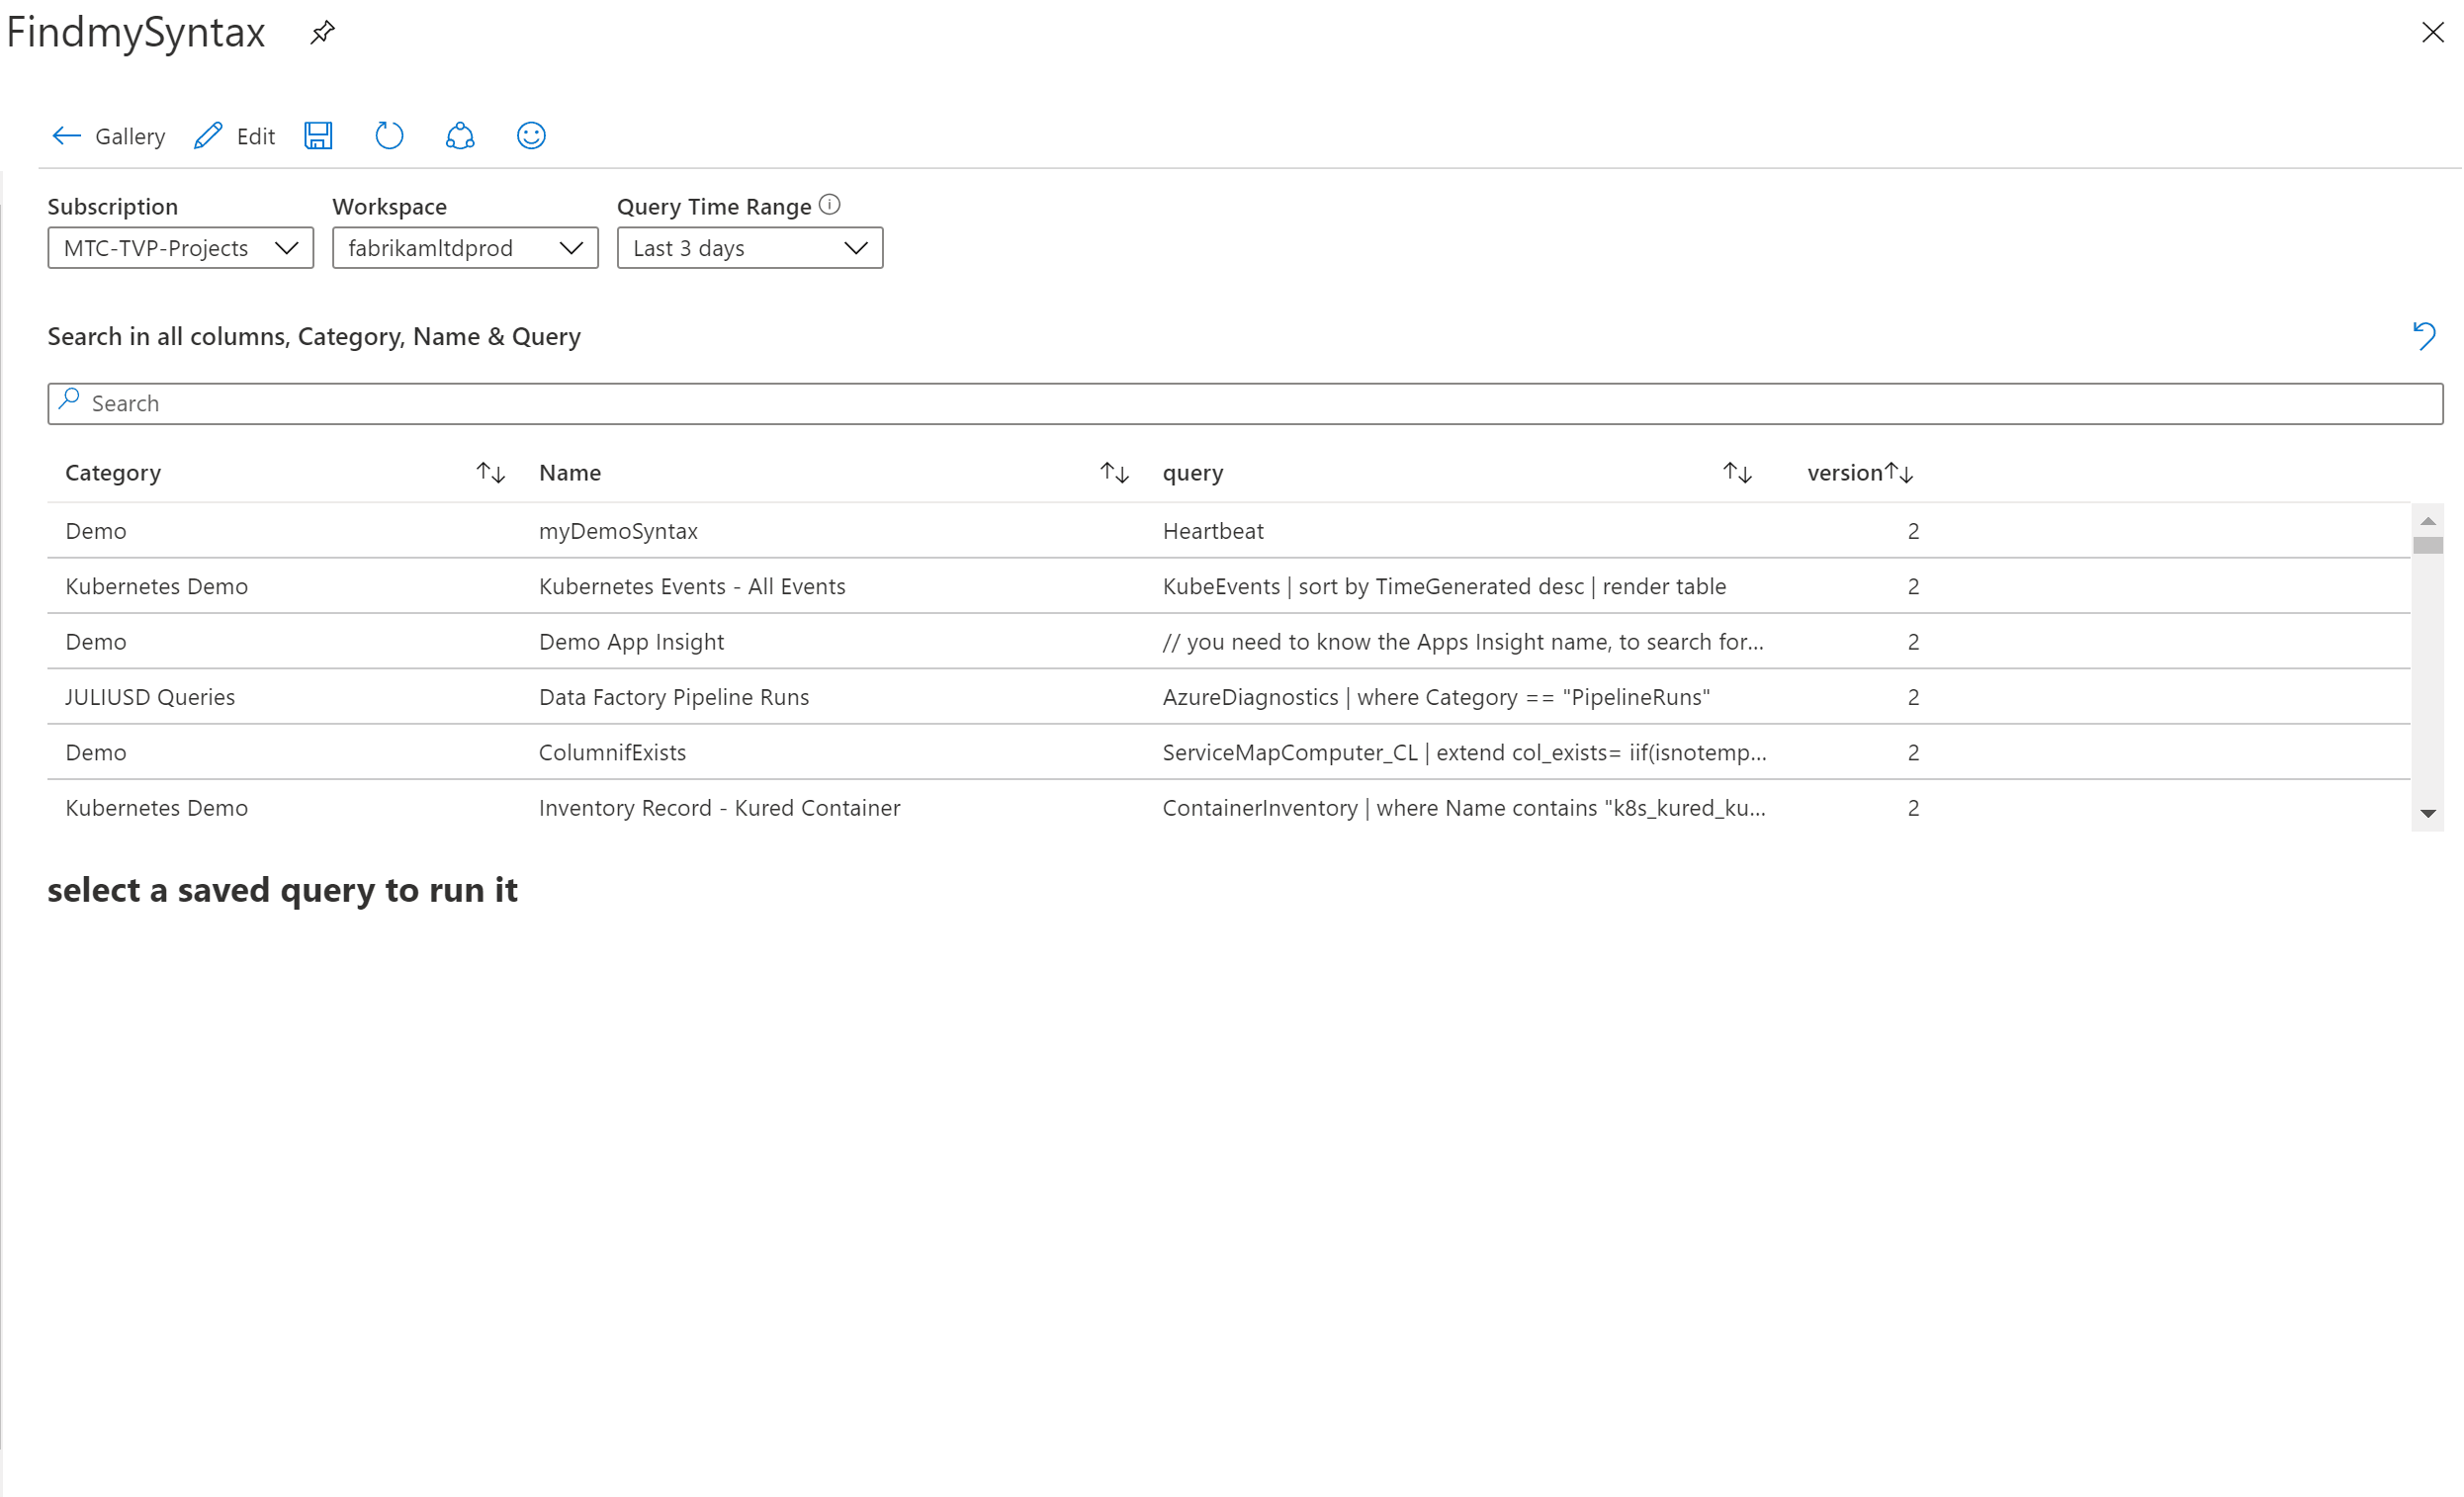 FindmySyntax
Gallery Edit
Subscription Workspace Query Time Range
MTC-TVP-Projects fabrikamltdprod Last 3 days
Search in all columns, Category, Name & Query
Search
Category Name query version
Demo myDemoSyntax Heartbeat 2
Kubernetes Demo Kubernetes Events - All Events KubeEvents | sort by TimeGenerated desc | render table 2
Demo Demo App Insight // you need to know the Apps Insight name, to search for... 2
JULIUSD Queries Data Factory Pipeline Runs AzureDiagnostics | where Category == "PipelineRuns" 2
Demo ColumnifExists ServiceMapComputer_CL | extend col_exists= iif(isnotemp... 2
Kubernetes Demo Inventory Record - Kured Container ContainerInventory | where Name contains "k8s_kured_ku... 2
select a saved query to run it